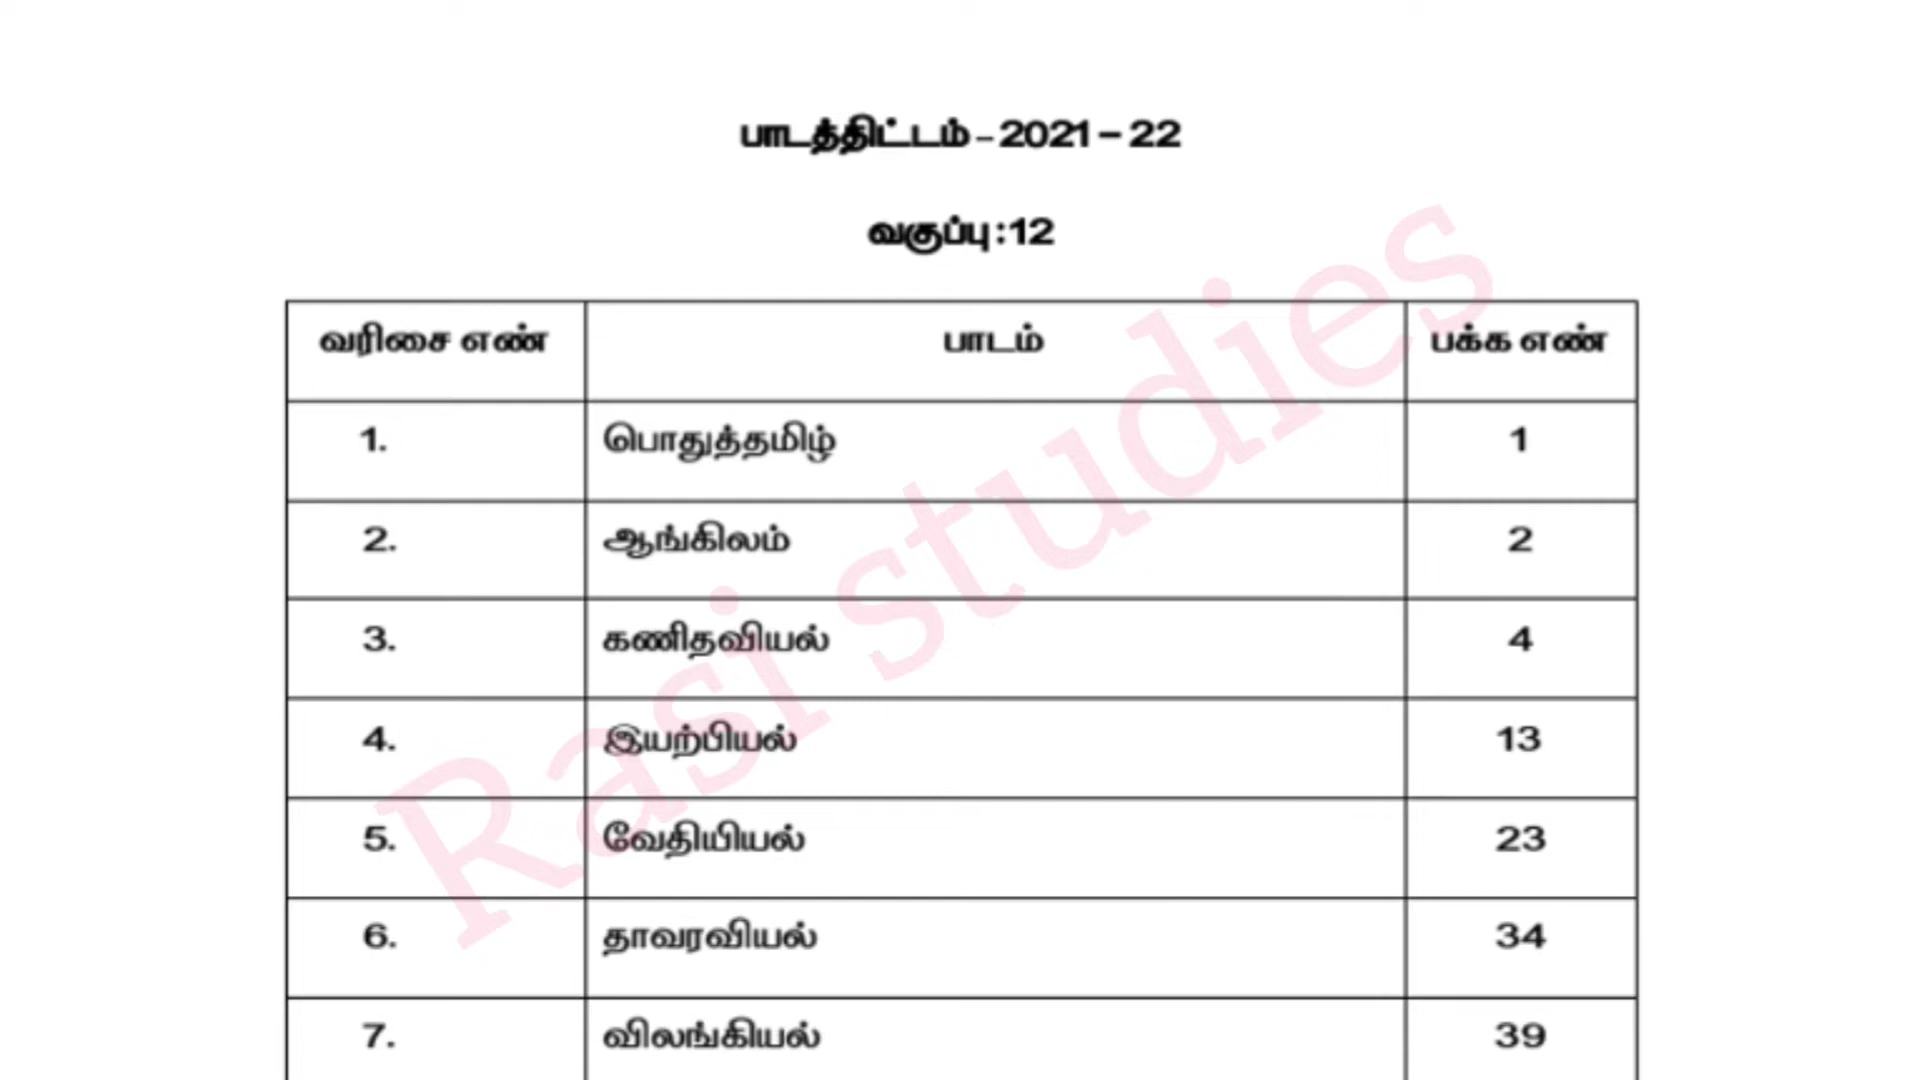 பாடத்திட்டம் – 2021 – 22
வகுப்பு :12
வரிசை எண் பாடம் பக்க எண்
1. பொதுத்தமிழ் 1
2. ஆங்கிலம் 2
3. கணிதவியல் 4
4. இயற்பியல் 13
5. வேதியியல் 23
6. தாவரவியல் 34
7. விலங்கியல் 39
Rasi studies